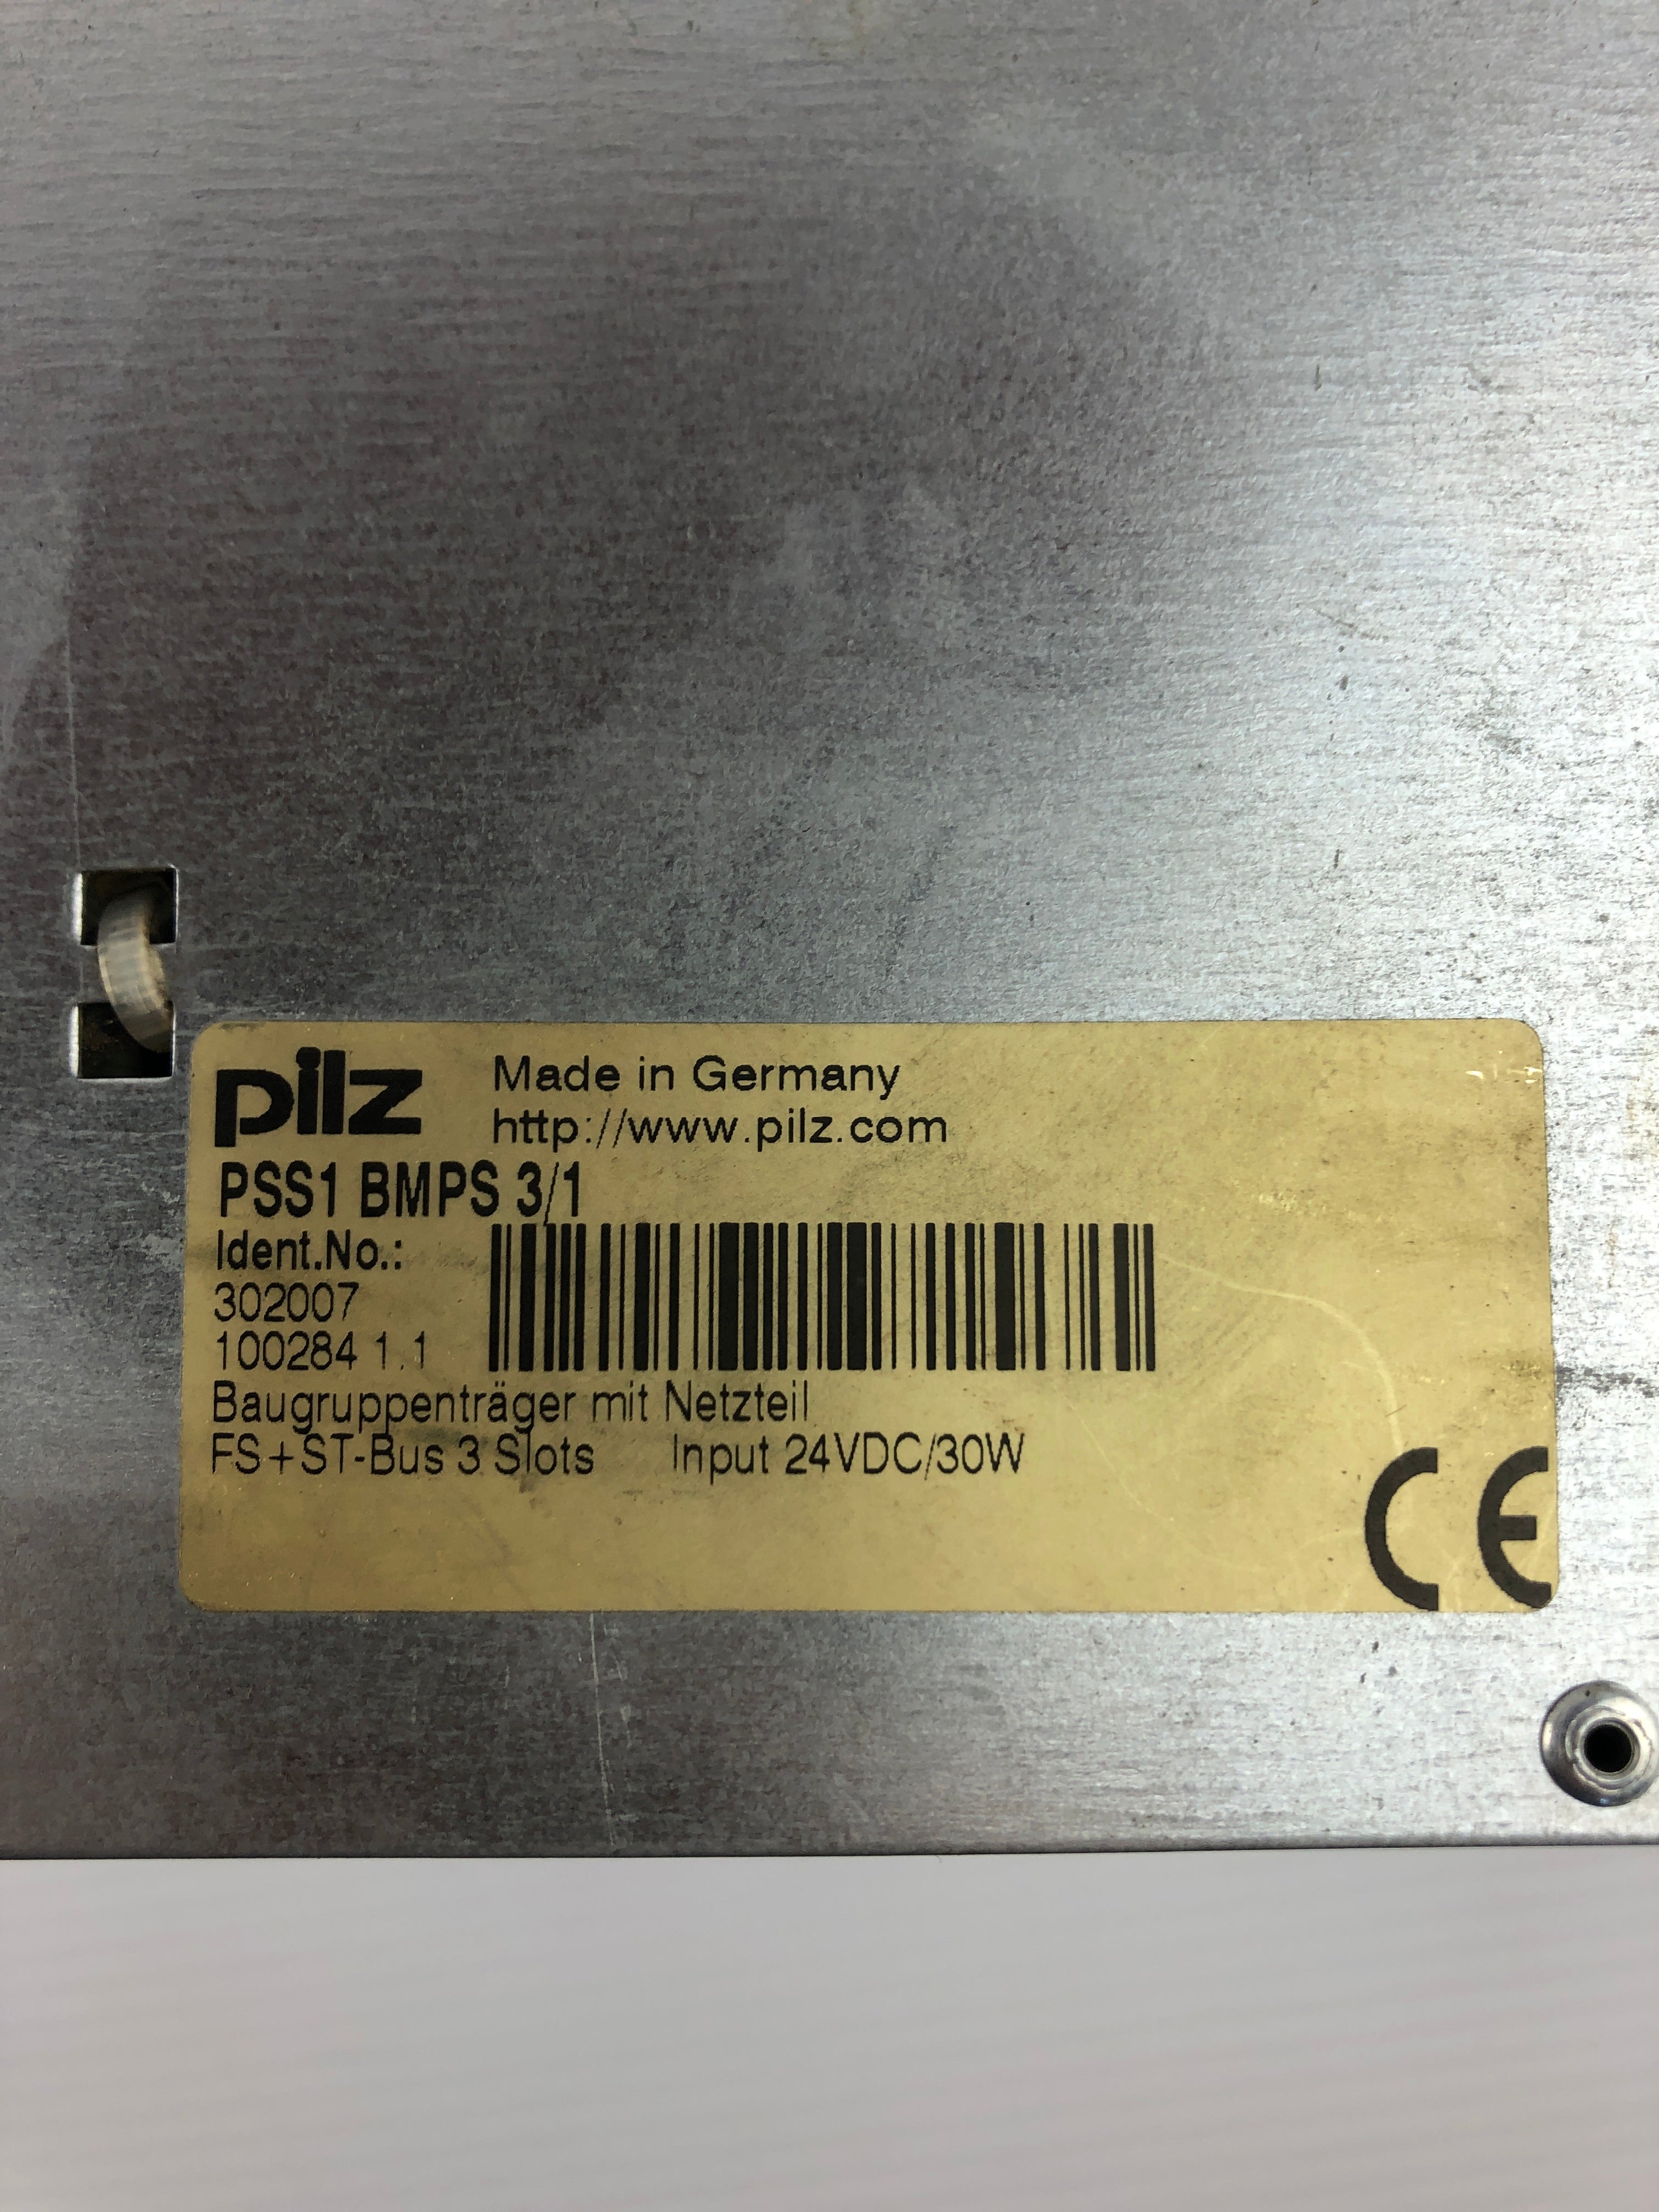 pilz
Made in Germany
http://www.pilz.com
PSS1 BMPS 3/1
Ident.No.:
302007
100284 1.1
Baugruppenträger mit Netzteil
FS+ST-Bus 3 Slots Input 24VDC/30W
CE